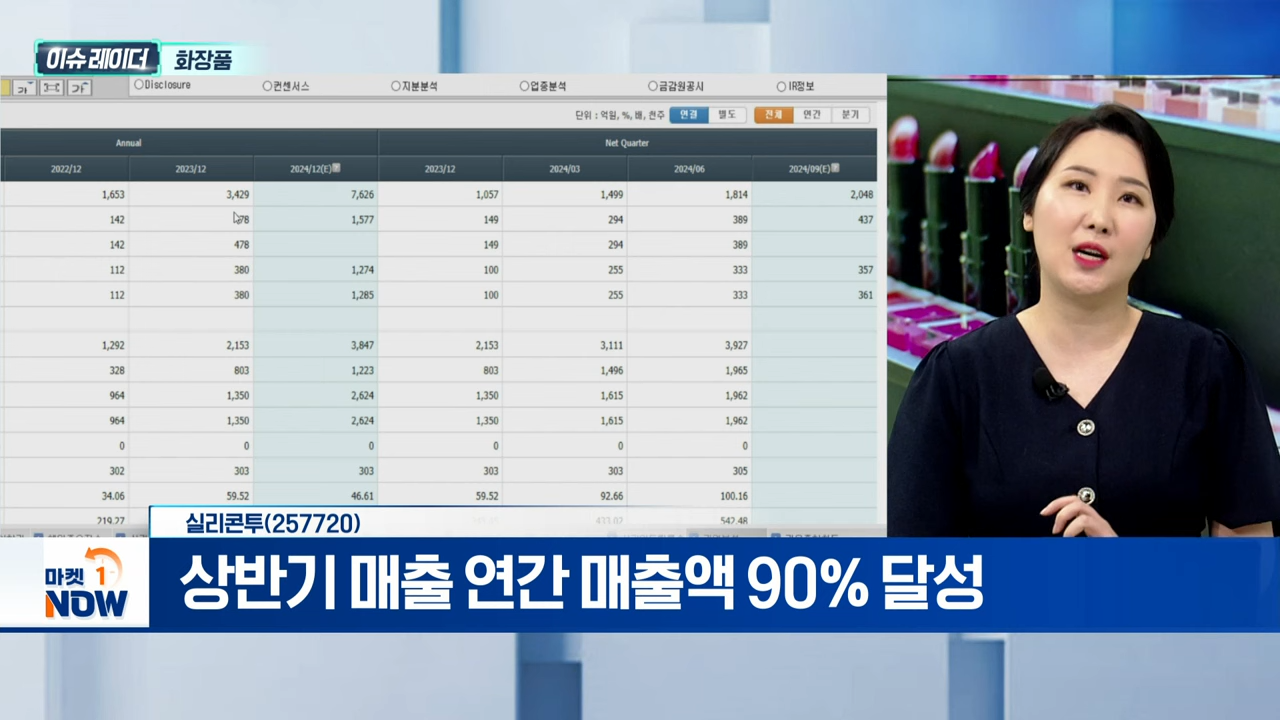 이슈 레이더 화장품
Disclosure 컨센서스 지분분석 업종분석 금감원공시 IR정보
단위 : 억원, %, 배, 천주 연결 별도 전체 연간 분기
Annual Net Quarter
2022/12 2023/12 2024/12(E) 2023/12 2024/03 2024/06 2024/09(E)
1,653 3,429 7,626 1,057 1,499 1,814 2,048
142 1,577 149 294 389 437
142 478 149 294 389
112 380 1,274 100 255 333 357
112 380 1,285 100 255 333 361
1,292 2,153 3,847 2,153 3,111 3,927
328 803 1,223 803 1,496 1,965
964 1,350 2,624 1,350 1,615 1,962
964 1,350 2,624 1,350 1,615 1,962
0 0 0 0 0 0
302 303 303 303 303 305
34.06 59.52 46.61 59.52 92.66 100.16
219.27 433.02 542.48
실리콘투(257720)
마켓 1
NOW
상반기 매출 연간 매출액 90% 달성